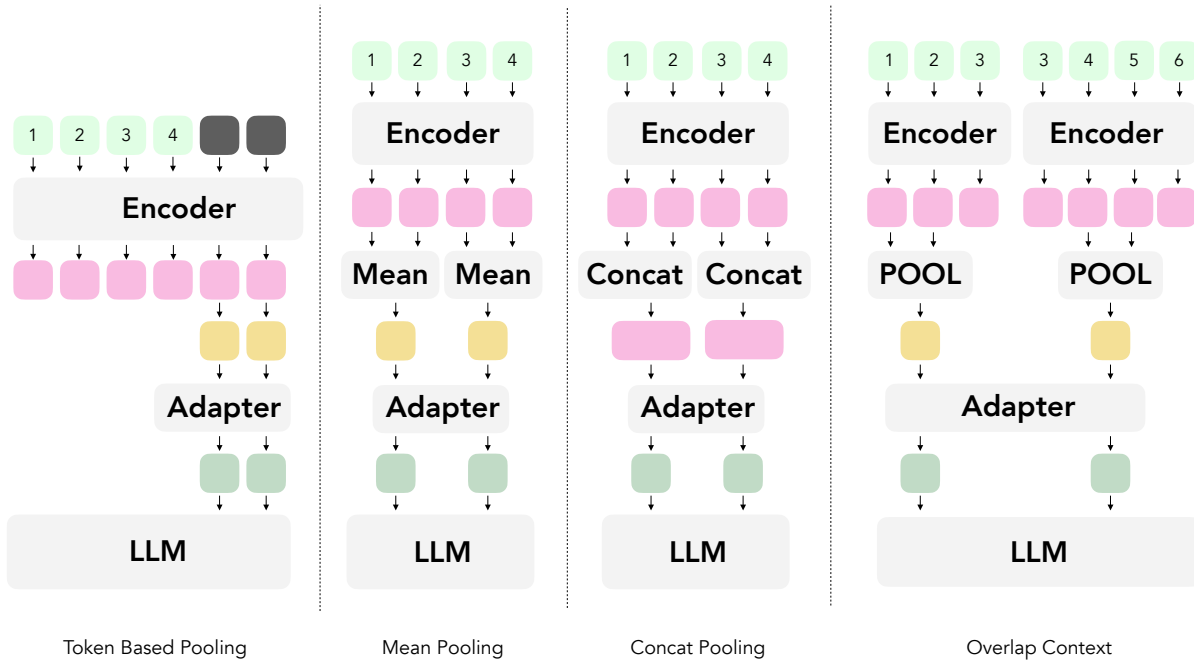 1 2 3 4
Encoder
Adapter
LLM
Token Based Pooling
1 2 3 4
Encoder
Mean Mean
Adapter
LLM
Mean Pooling
1 2 3 4
Encoder
Concat Concat
Adapter
LLM
Concat Pooling
1 2 3 3 4 5 6
Encoder Encoder
POOL POOL
Adapter
LLM
Overlap Context